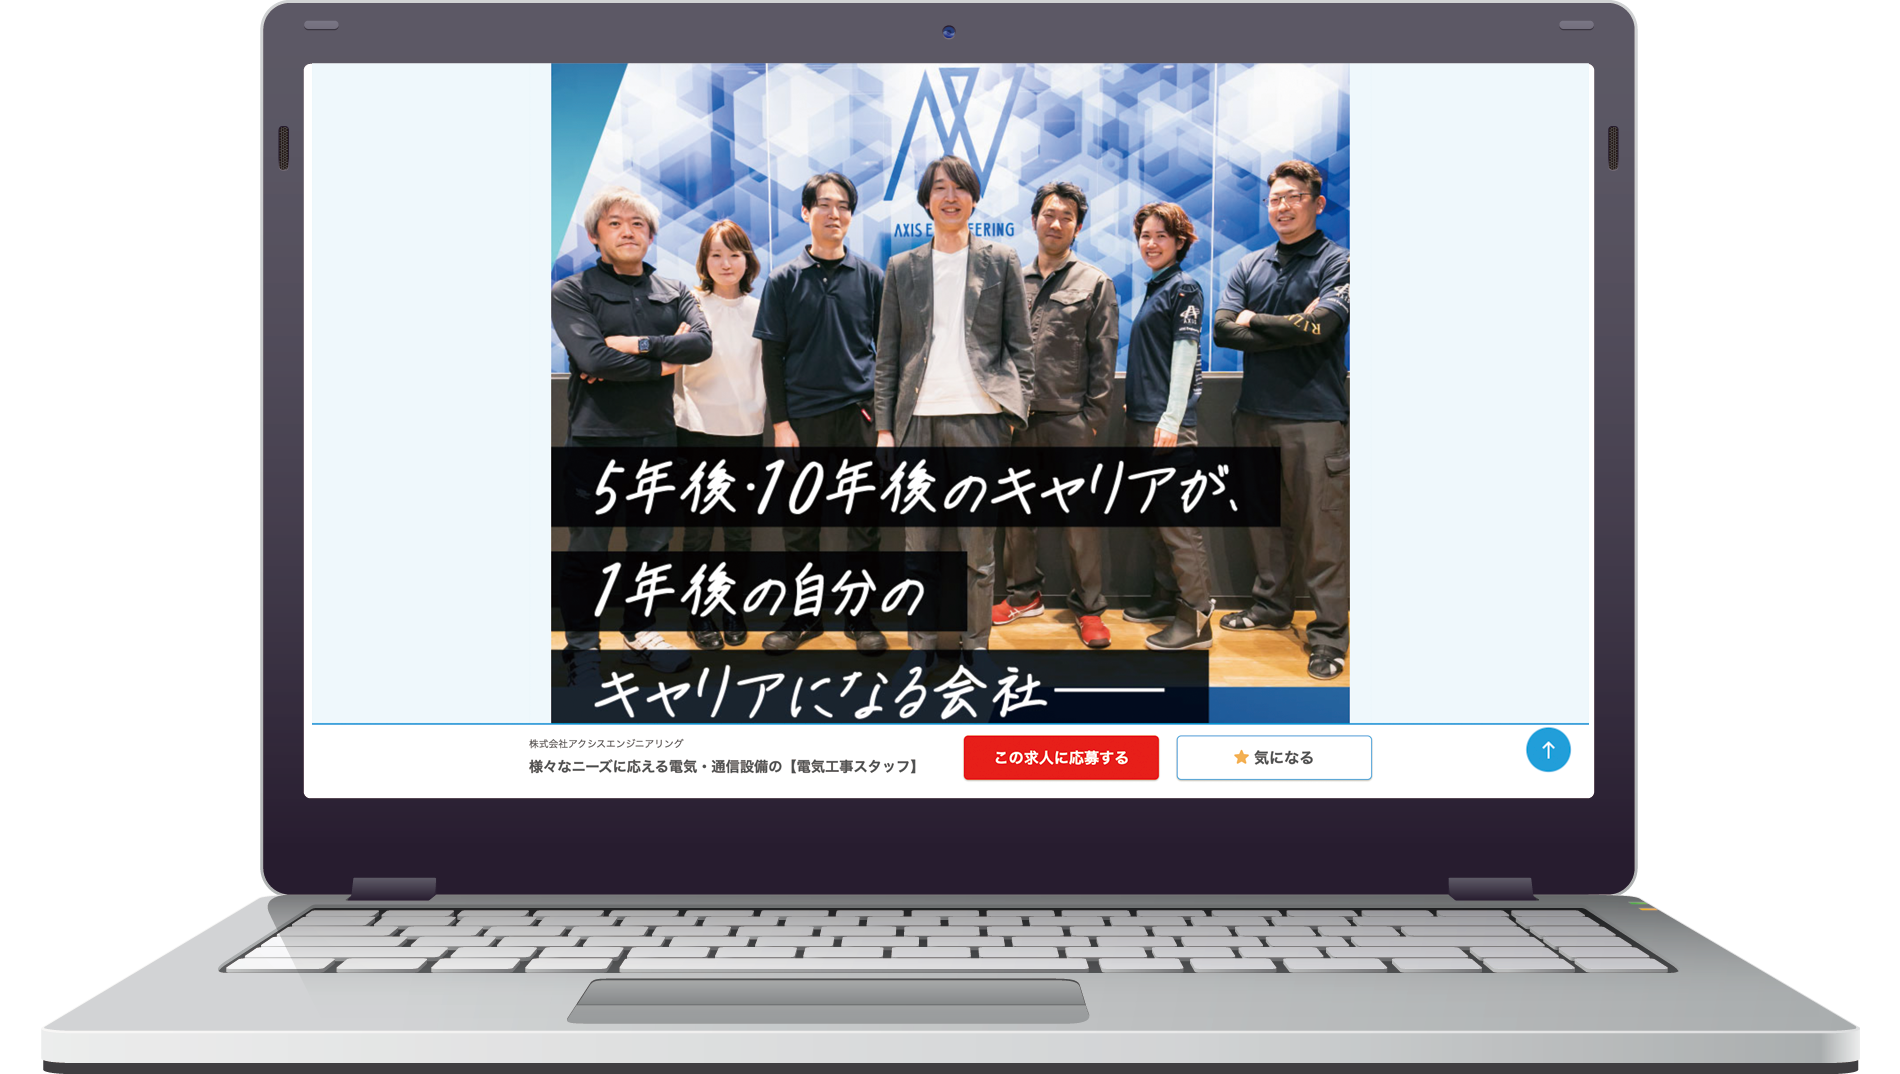 AXIS E
EERING
AXIS
RIZ
5年後・10年後のキャリアが、
1年後の自分の
キャリアになる会社――
株式会社アクシスエンジニアリング
様々なニーズに応える電気・通信設備の【電気工事スタッフ】
この求人に応募する
気になる